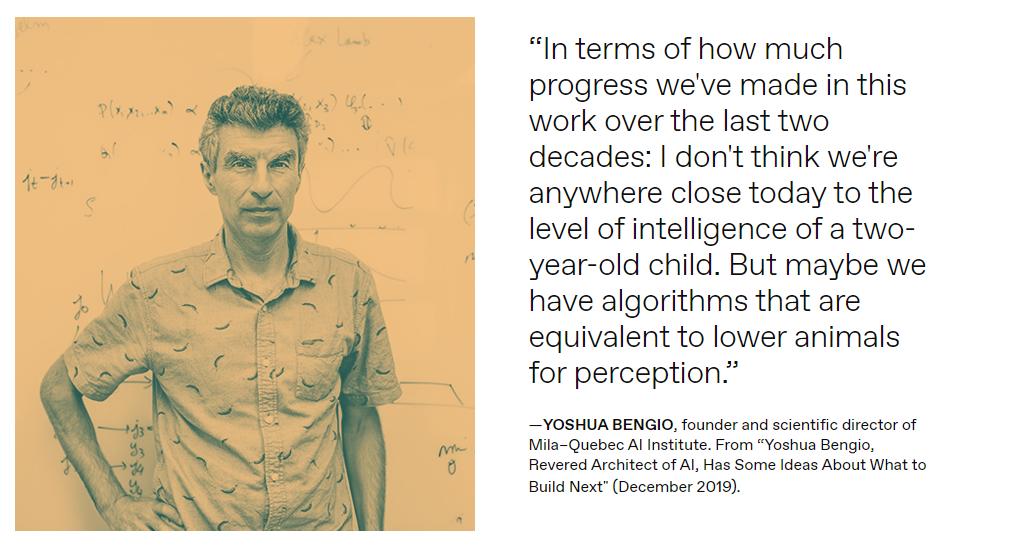 “In terms of how much
progress we've made in this
work over the last two
decades: I don't think we're
anywhere close today to the
level of intelligence of a two-
year-old child. But maybe we
have algorithms that are
equivalent to lower animals
for perception.”
—YOSHUA BENGIO, founder and scientific director of
Mila–Quebec AI Institute. From “Yoshua Bengio,
Revered Architect of AI, Has Some Ideas About What to
Build Next" (December 2019).